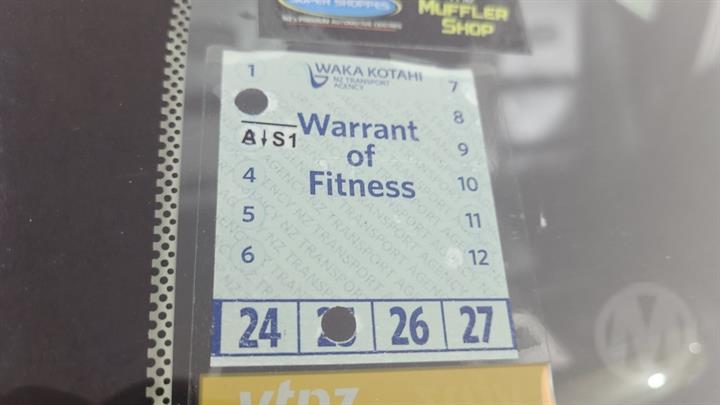 SUPER SHOPPES
MUFFLER
SHOP
1
WAKA KOTAHI
NZ TRANSPORT
AGENCY
7
8
A↓S1
Warrant
of
Fitness
9
4
10
5
11
6
12
24
26
27
vtnz